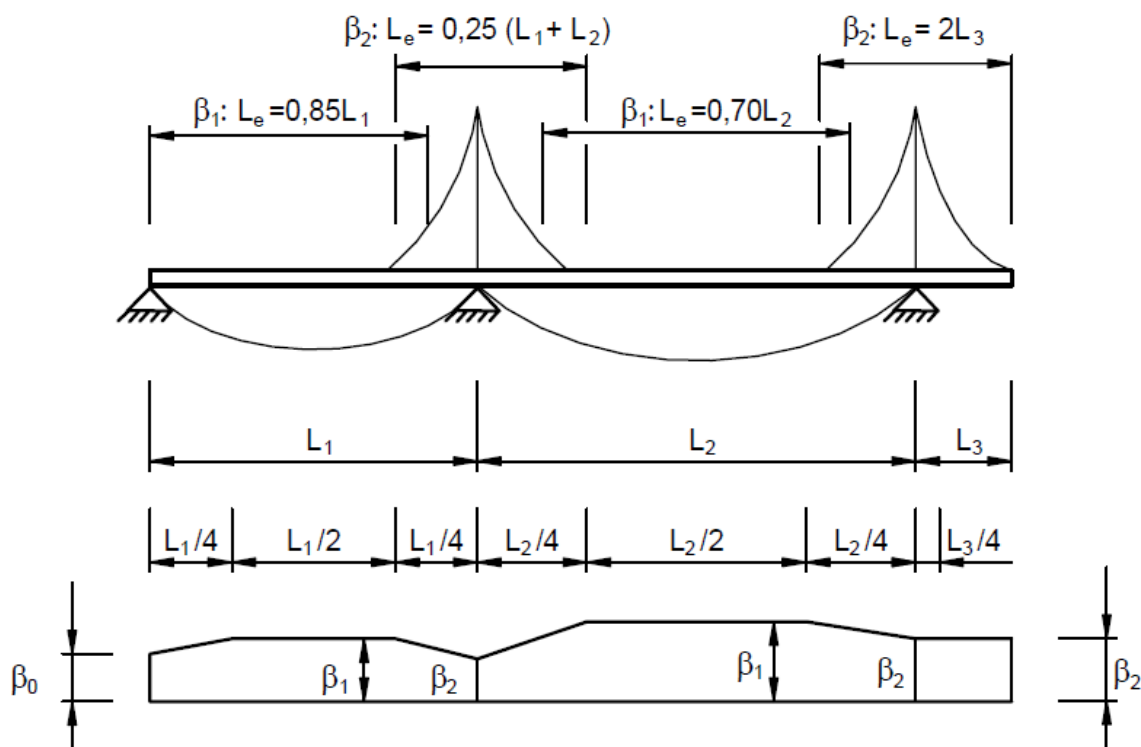 β₂: Lₑ= 0,25 (L₁+ L₂)
β₂: Lₑ= 2L₃
β₁: Lₑ=0,85L₁
β₁: Lₑ=0,70L₂
L₁
L₂
L₃
L₁/4
L₁/2
L₁/4
L₂/4
L₂/2
L₂/4
L₃/4
β₀
β₁
β₂
β₁
β₂
β₂